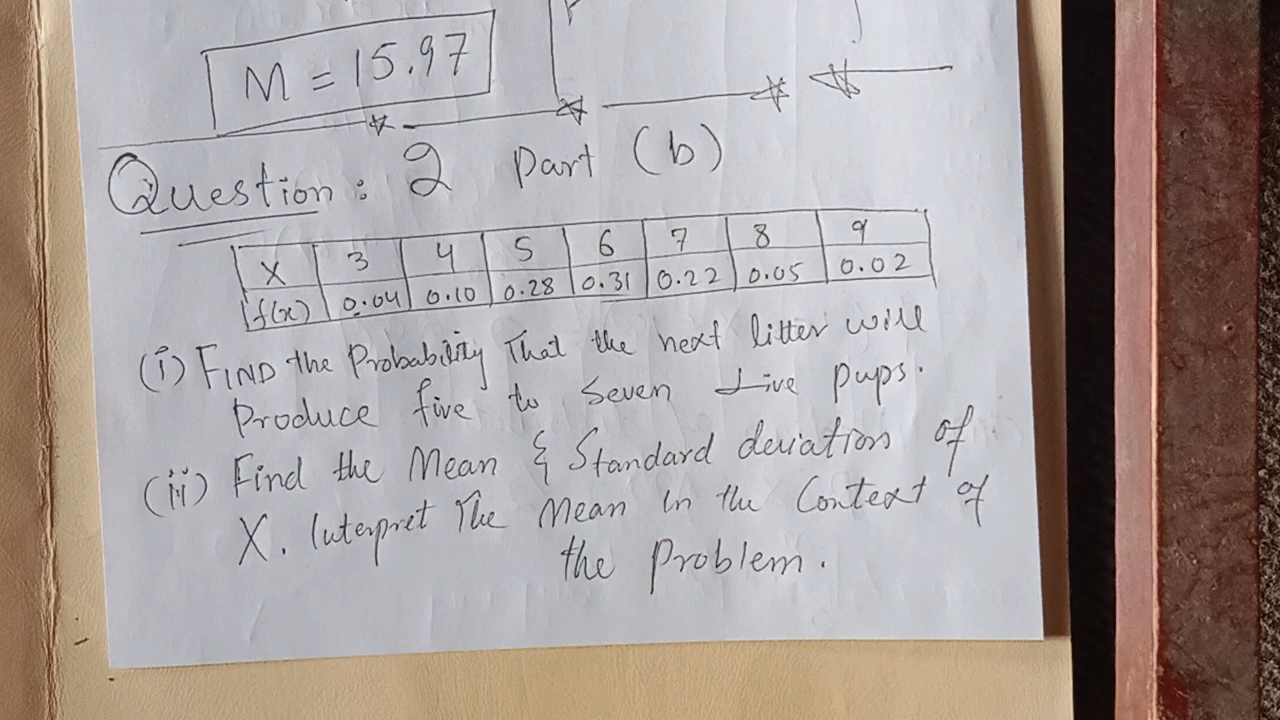 M = 15.97
Question: 2 Part (b)
X 3 4 5 6 7 8 9
f(x) 0.04 0.10 0.28 0.31 0.22 0.05 0.02
(i) FIND the Probability That the next litter will
Produce five to Seven Live pups.
(ii) Find the Mean & Standard deviation of
X. Interpret The Mean in the Context of
the Problem.